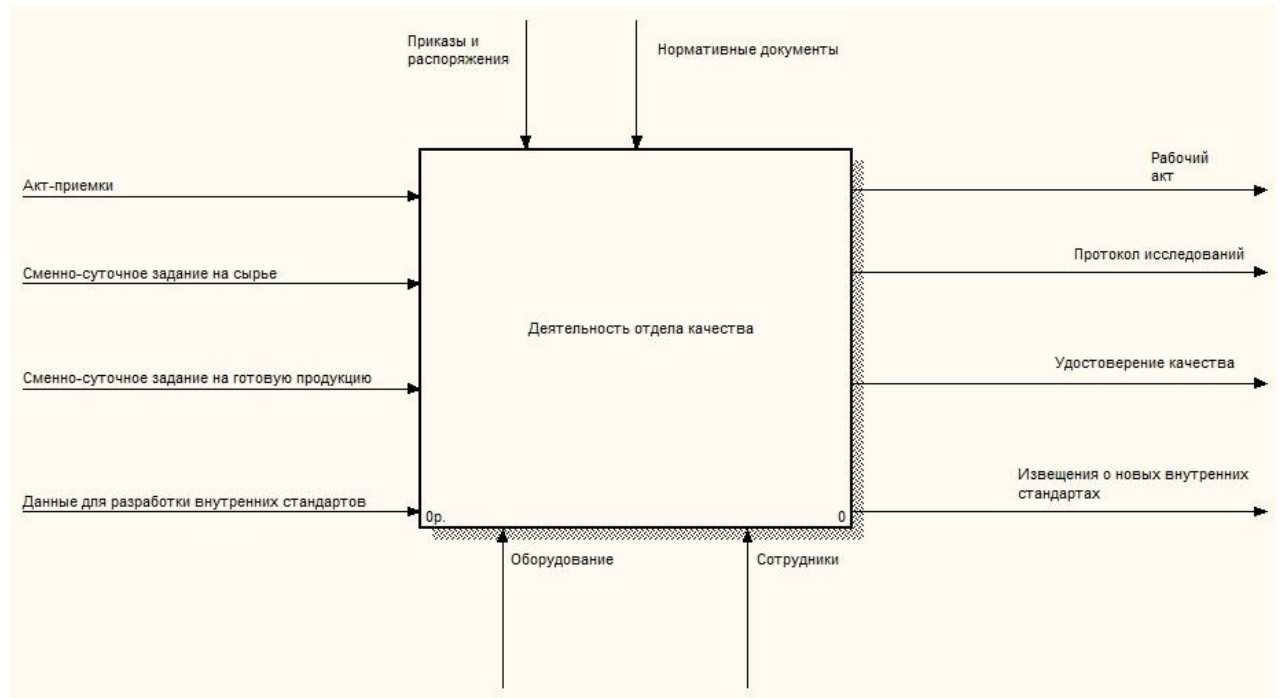 Приказы и
распоряжения
Нормативные документы
Акт-приемки
Рабочий
акт
Сменно-суточное задание на сырье
Протокол исследований
Деятельность отдела качества
Сменно-суточное задание на готовую продукцию
Удостоверение качества
Данные для разработки внутренних стандартов
Извещения о новых внутренних
стандартах
0р.
0
Оборудование
Сотрудники